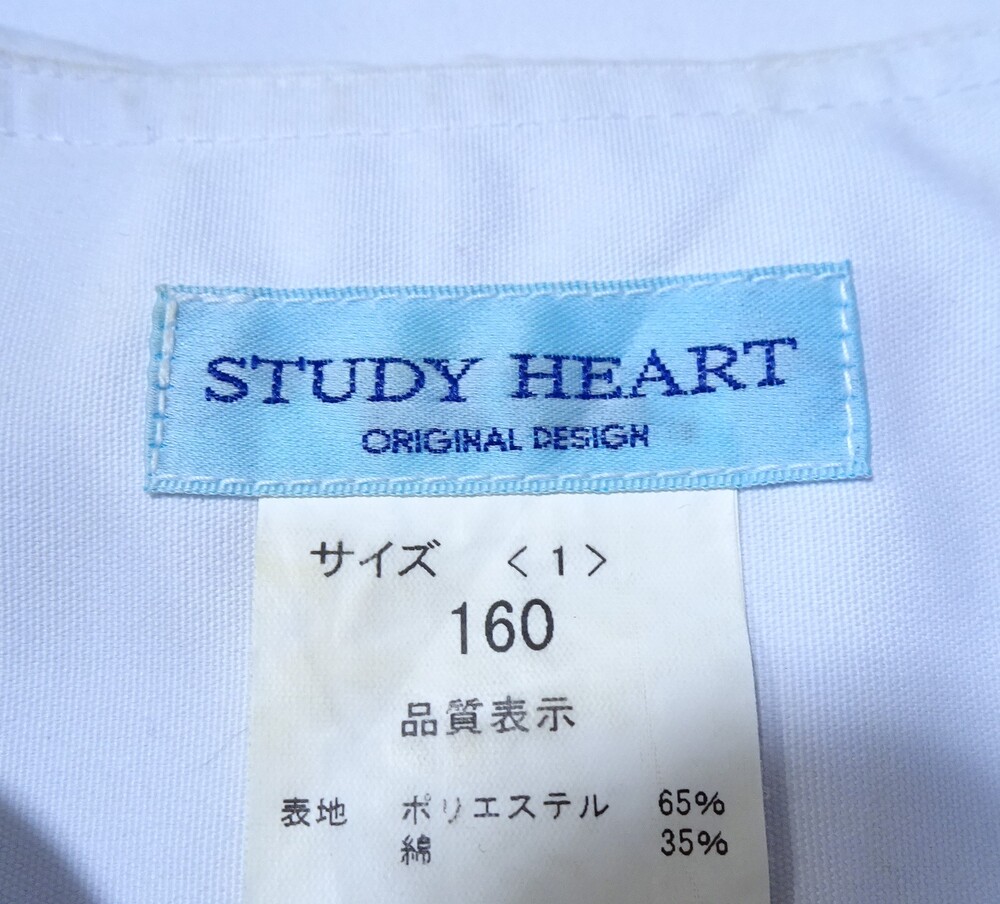 STUDY HEART
ORIGINAL DESIGN
サイズ 〈1〉
160
品質表示
表地 ポリエステル 65%
綿 35%